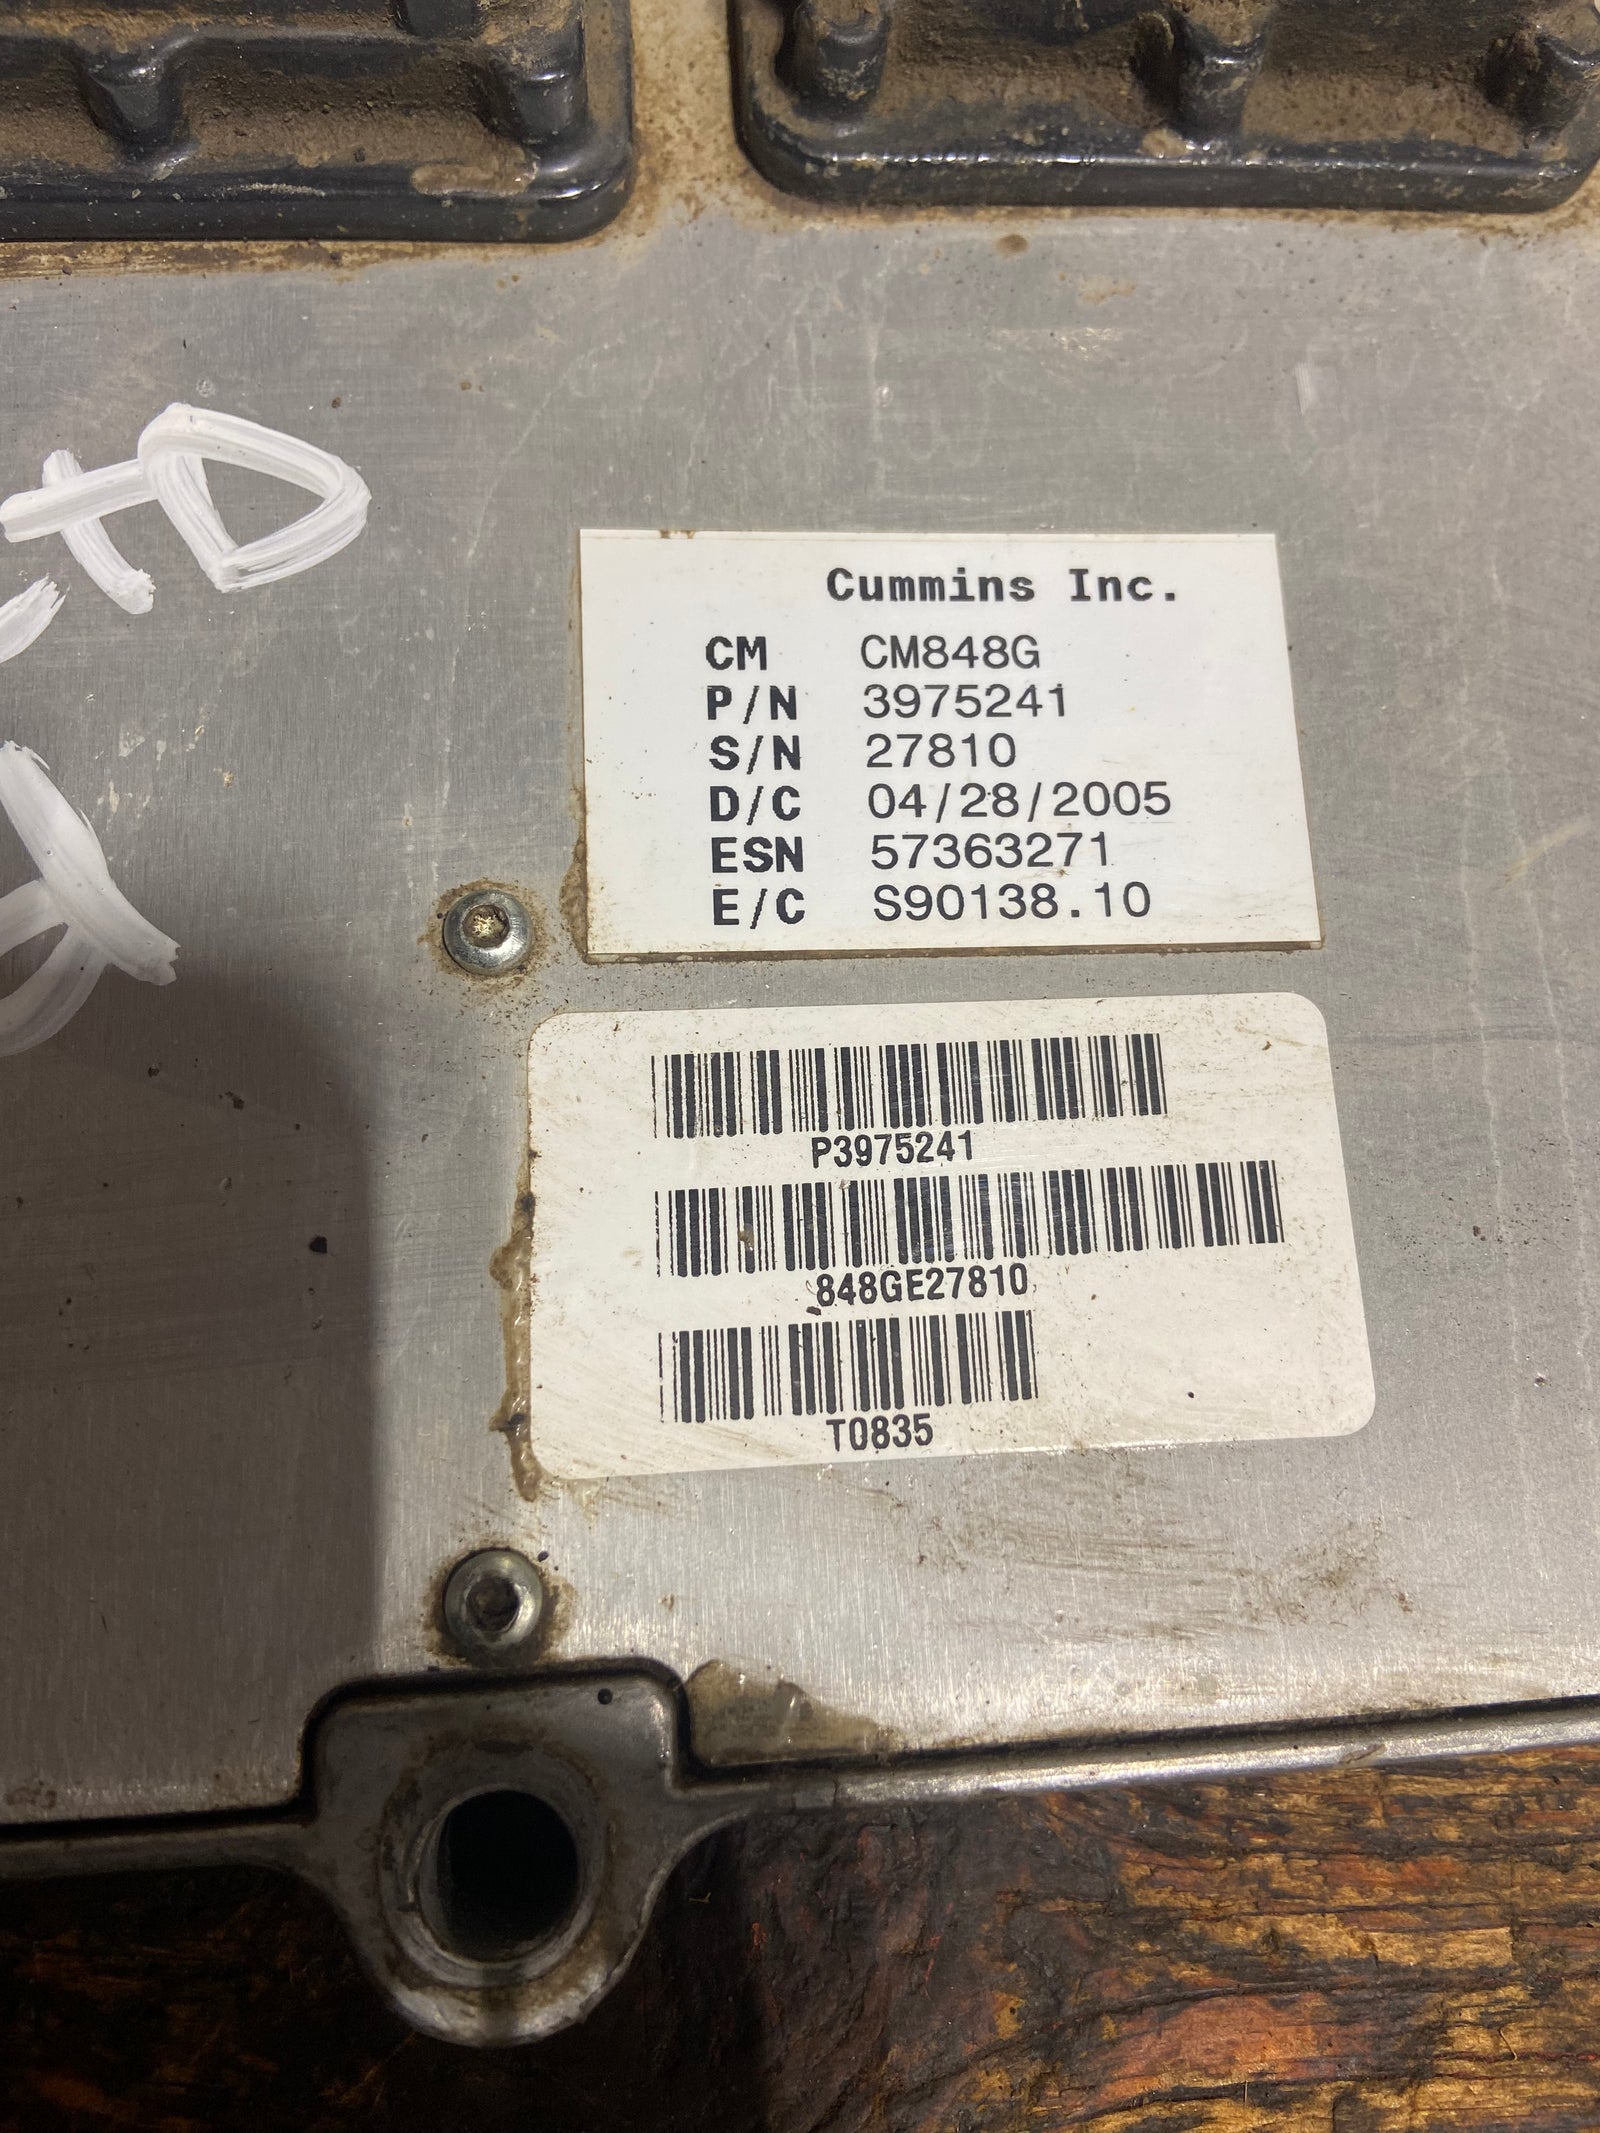 Cummins Inc.
CM CM848G
P/N 3975241
S/N 27810
D/C 04/28/2005
ESN 57363271
E/C S90138.10
P3975241
848GE27810
T0835